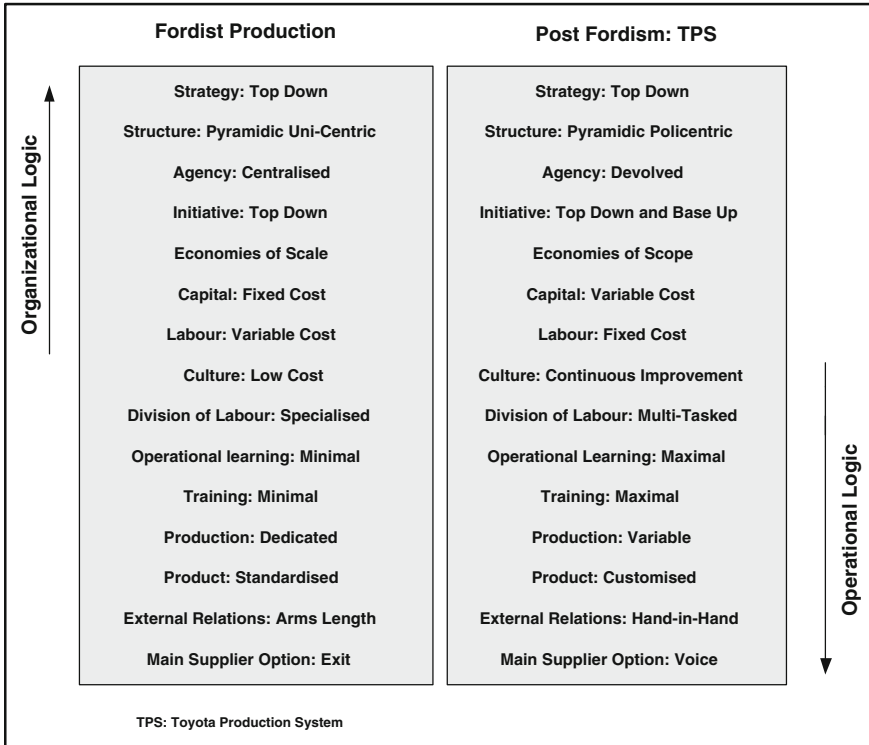 Fordist Production
Post Fordism: TPS
Organizational Logic
Strategy: Top Down
Structure: Pyramidic Uni-Centric
Agency: Centralised
Initiative: Top Down
Economies of Scale
Capital: Fixed Cost
Labour: Variable Cost
Culture: Low Cost
Division of Labour: Specialised
Operational learning: Minimal
Training: Minimal
Production: Dedicated
Product: Standardised
External Relations: Arms Length
Main Supplier Option: Exit
Strategy: Top Down
Structure: Pyramidic Policentric
Agency: Devolved
Initiative: Top Down and Base Up
Economies of Scope
Capital: Variable Cost
Labour: Fixed Cost
Culture: Continuous Improvement
Division of Labour: Multi-Tasked
Operational Learning: Maximal
Training: Maximal
Production: Variable
Product: Customised
External Relations: Hand-in-Hand
Main Supplier Option: Voice
Operational Logic
TPS: Toyota Production System